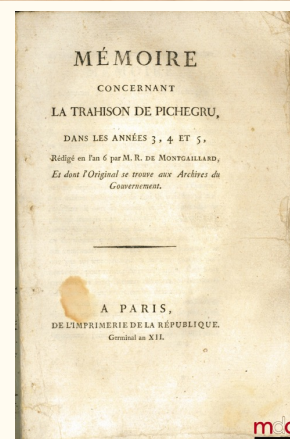 MÉMOIRE
CONCERNANT
LA TRAHISON DE PICHEGRU,
DANS LES ANNÉES 3, 4 ET 5,
Rédigé en l'an 6 par M. R. DE MONTGAILLARD,
Et dont l'Original se trouve aux Archives du
Gouvernement.
A PARIS,
DE L'IMPRIMERIE DE LA RÉPUBLIQUE.
Germinal an XII.